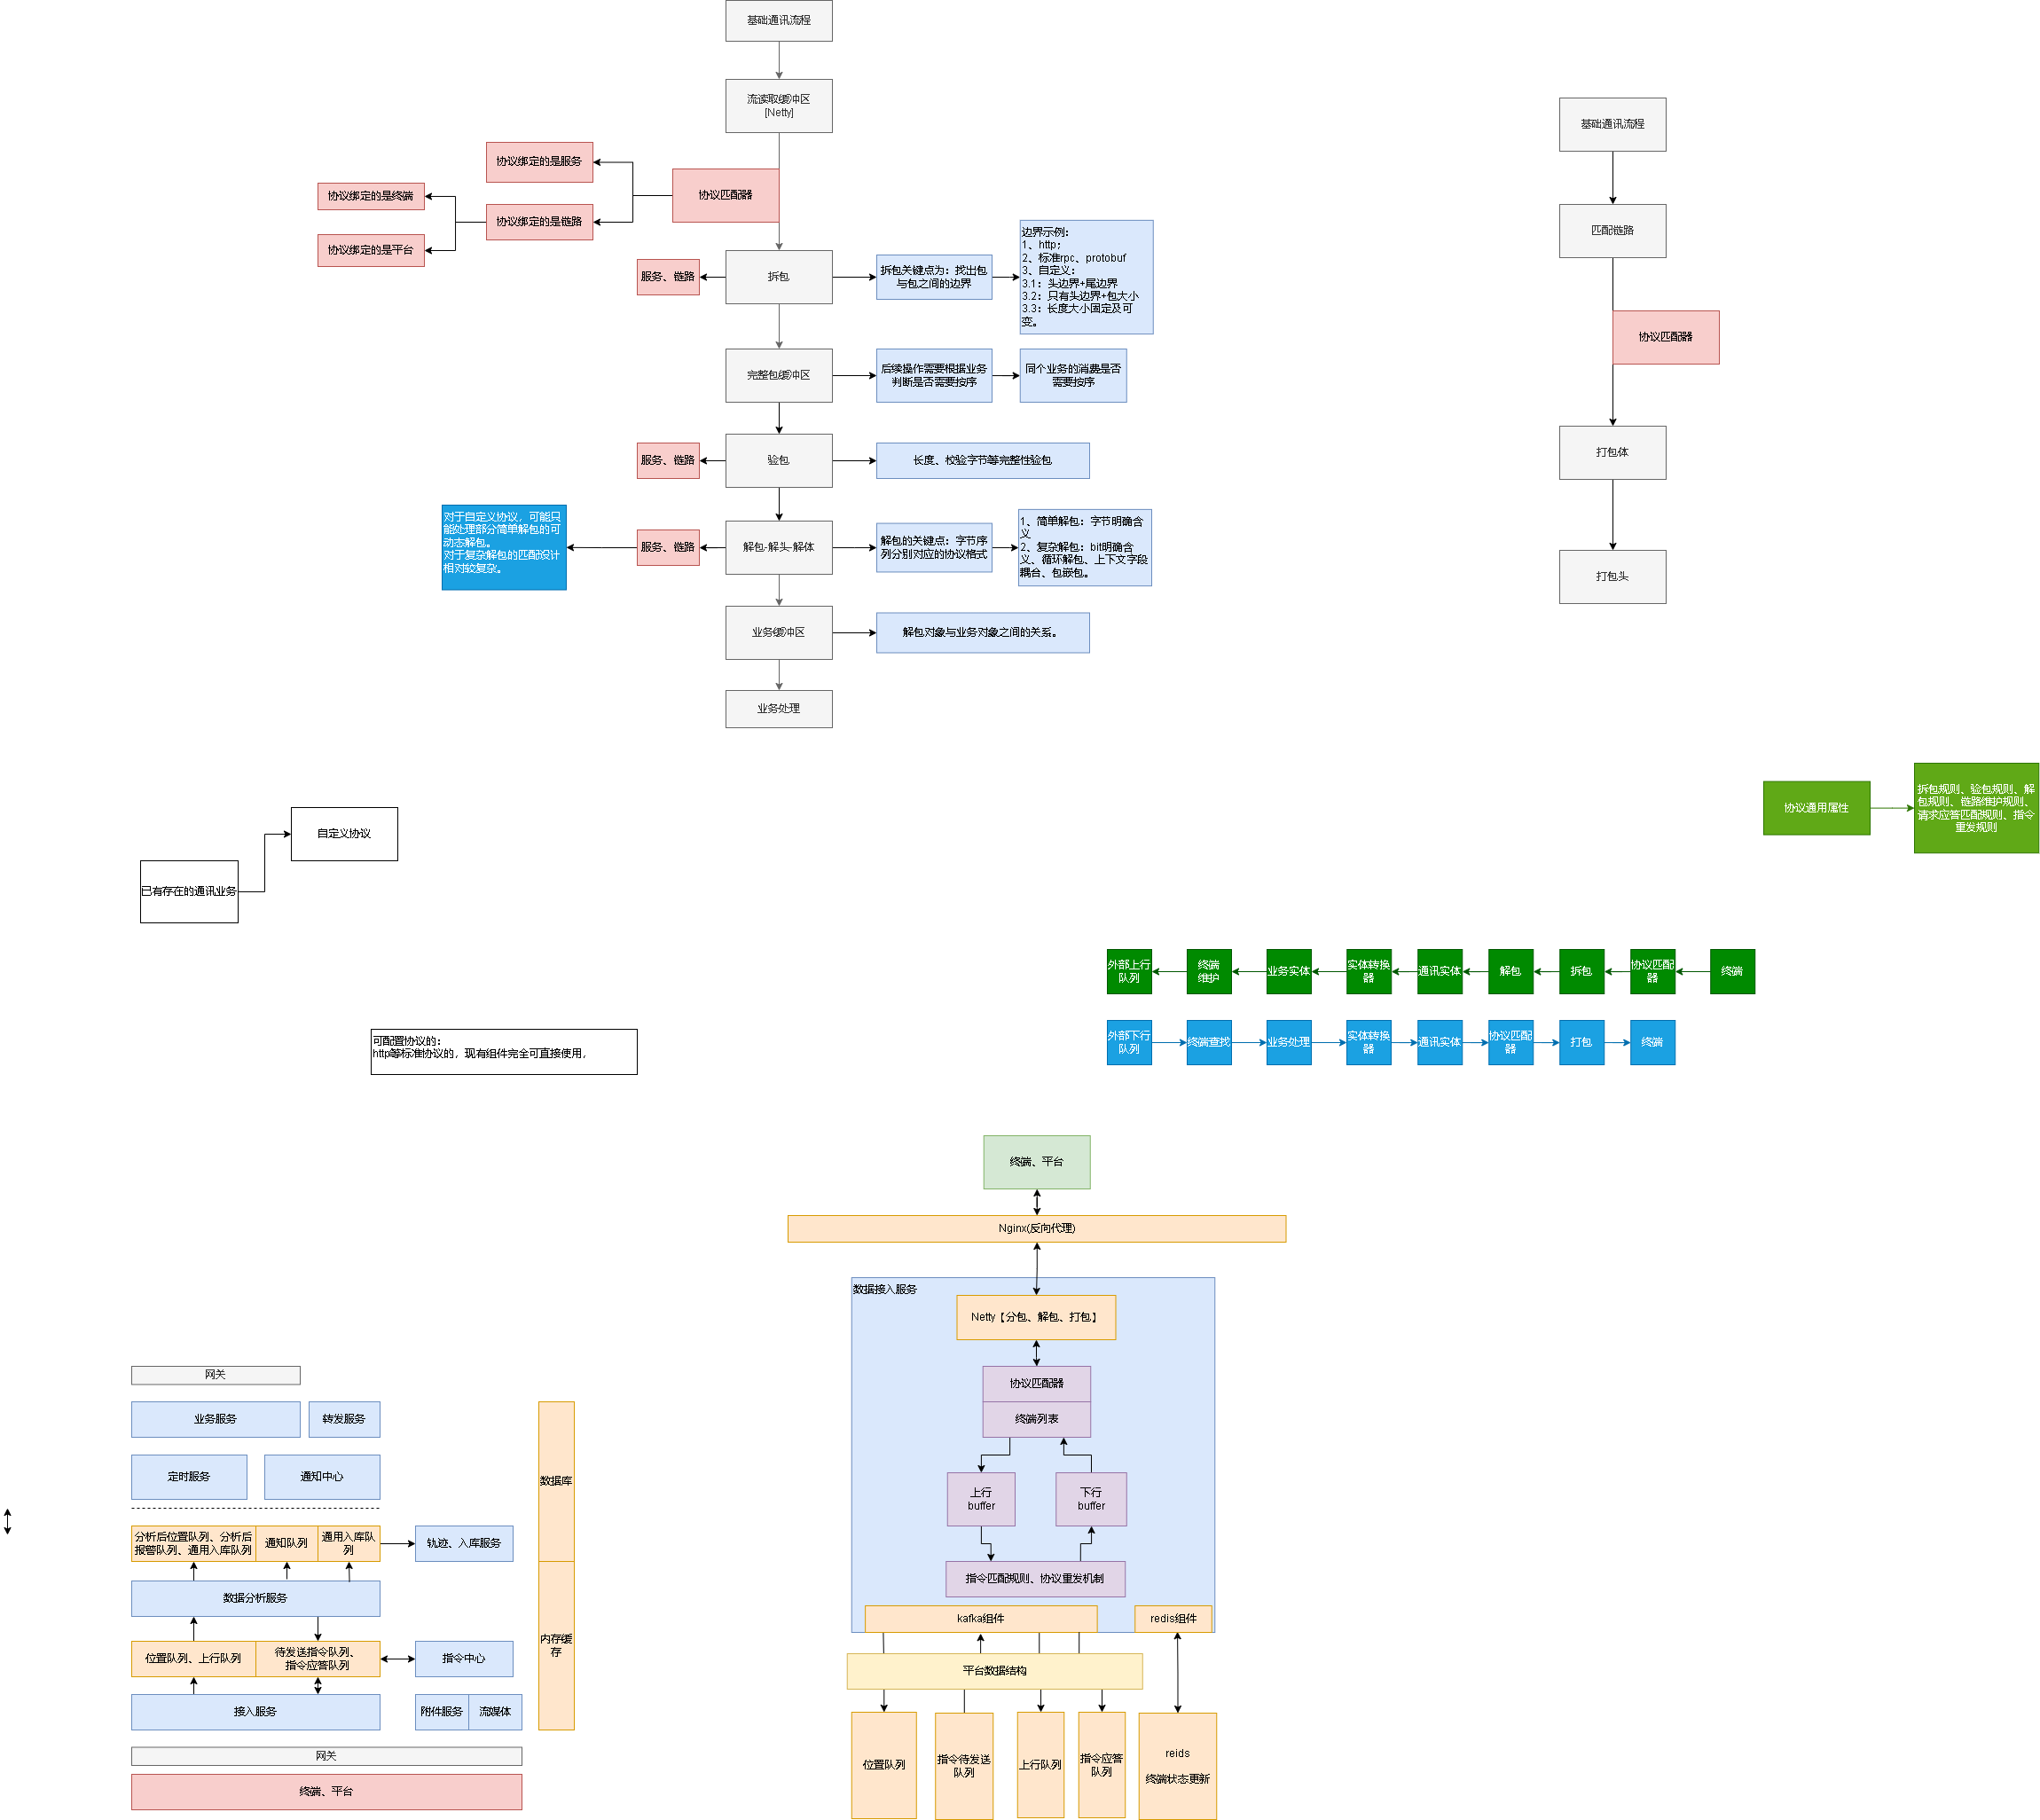 基础通讯流程
流读取缓冲区
[Netty]
协议匹配器
协议绑定的是服务
协议绑定的是链路
协议绑定的是终端
协议绑定的是平台
服务、链路
拆包
拆包关键点为：找出包
与包之间的边界
边界示例：
1、http；
2、标准rpc、protobuf
3、自定义：
3.1：头边界+尾边界
3.2：只有头边界+包大小
3.3：长度大小固定及可
变。
完整包缓冲区
后续操作需要根据业务
判断是否需要按序
同个业务的消费是否
需要按序
服务、链路
验包
长度、校验字节等完整性验包
对于自定义协议，可能只
能处理部分简单解包的可
动态解包。
对于复杂解包的匹配设计
相对较复杂。
服务、链路
解包-解头-解体
解包的关键点：字节序
列分别对应的协议格式
1、简单解包：字节明确含
义
2、复杂解包：bit明确含
义、循环解包、上下文字段
耦合、包嵌包。
业务缓冲区
解包对象与业务对象之间的关系。
业务处理
基础通讯流程
匹配链路
协议匹配器
打包体
打包头
协议通用属性
拆包规则、验包规则、解
包规则、链路维护规则、
请求应答匹配规则、指令
重发规则
自定义协议
已有存在的通讯业务
可配置协议的：
http等标准协议的，现有组件完全可直接使用，
外部上行
队列
终端
维护
业务实体
实体转换
器
通讯实体
解包
拆包
协议匹配
器
终端
外部下行
队列
终端查找
业务处理
实体转换
器
通讯实体
协议匹配
器
打包
终端
终端、平台
Nginx(反向代理)
数据接入服务
Netty【分包、解包、打包】
协议匹配器
终端列表
上行
buffer
下行
buffer
指令匹配规则、协议重发机制
kafka组件
redis组件
平台数据结构
位置队列
指令待发送
队列
上行队列
指令应答
队列
reids
终端状态更新
网关
业务服务
转发服务
定时服务
通知中心
分析后位置队列、分析后
报警队列、通用入库队列
通知队列
通用入库队
列
轨迹、入库服务
数据分析服务
位置队列、上行队列
待发送指令队列、
指令应答队列
指令中心
接入服务
附件服务
流媒体
数据库
内存缓
存
网关
终端、平台